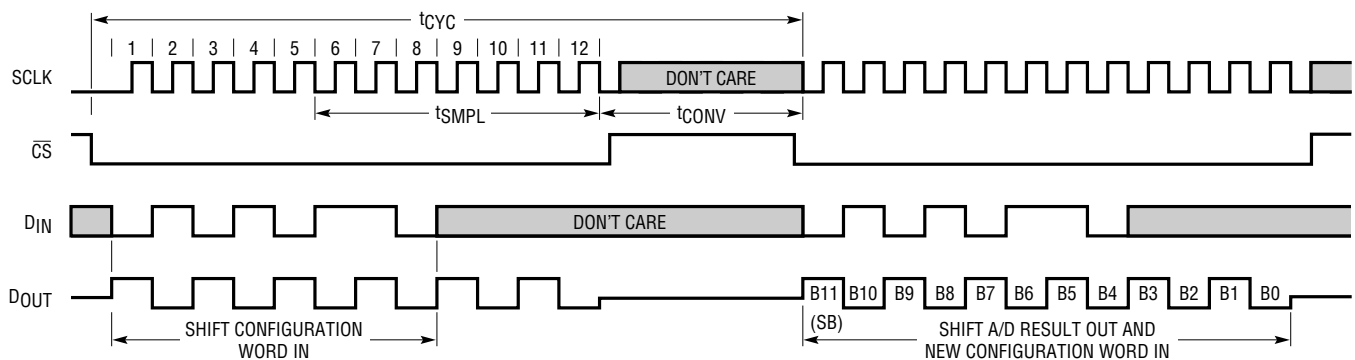 tCYC
1 2 3 4 5 6 7 8 9 10 11 12
SCLK
DON'T CARE
tSMPL
tCONV
CS
DIN
DON'T CARE
DOUT
B11 B10 B9 B8 B7 B6 B5 B4 B3 B2 B1 B0
(SB)
SHIFT CONFIGURATION
WORD IN
SHIFT A/D RESULT OUT AND
NEW CONFIGURATION WORD IN